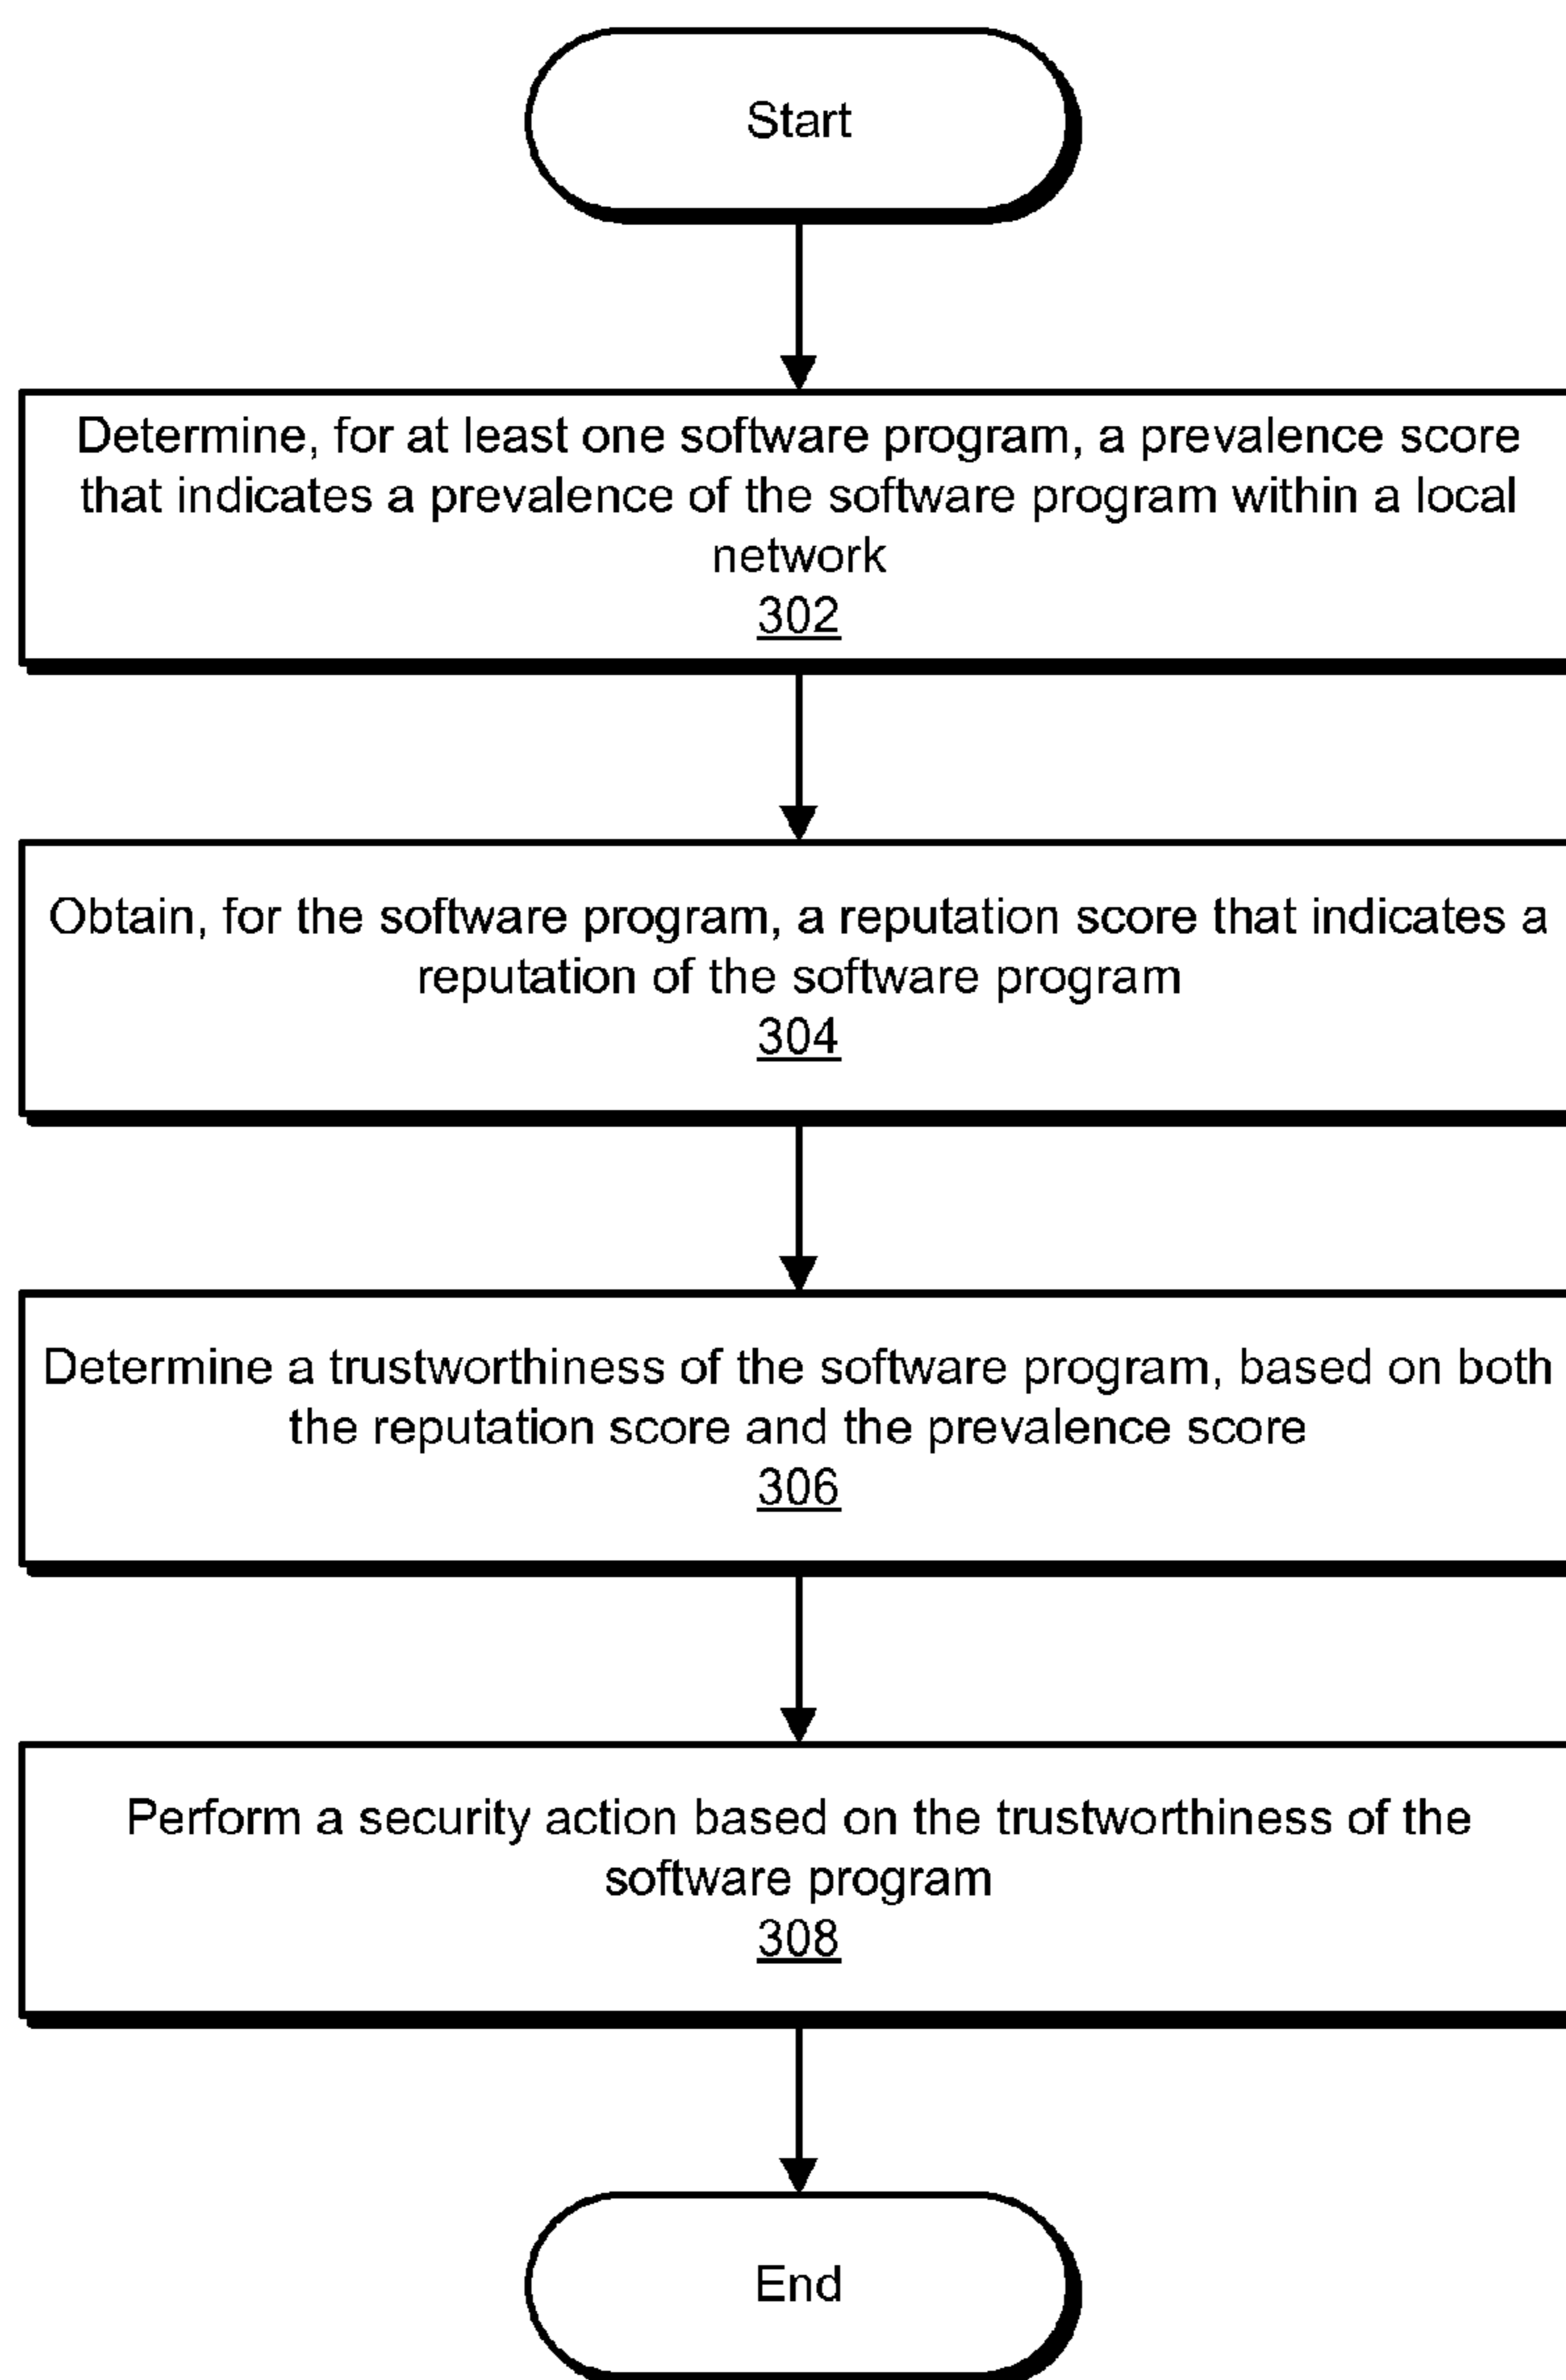 Start
Determine, for at least one software program, a prevalence score
that indicates a prevalence of the software program within a local
network
302
Obtain, for the software program, a reputation score that indicates a
reputation of the software program
304
Determine a trustworthiness of the software program, based on both
the reputation score and the prevalence score
306
Perform a security action based on the trustworthiness of the
software program
308
End